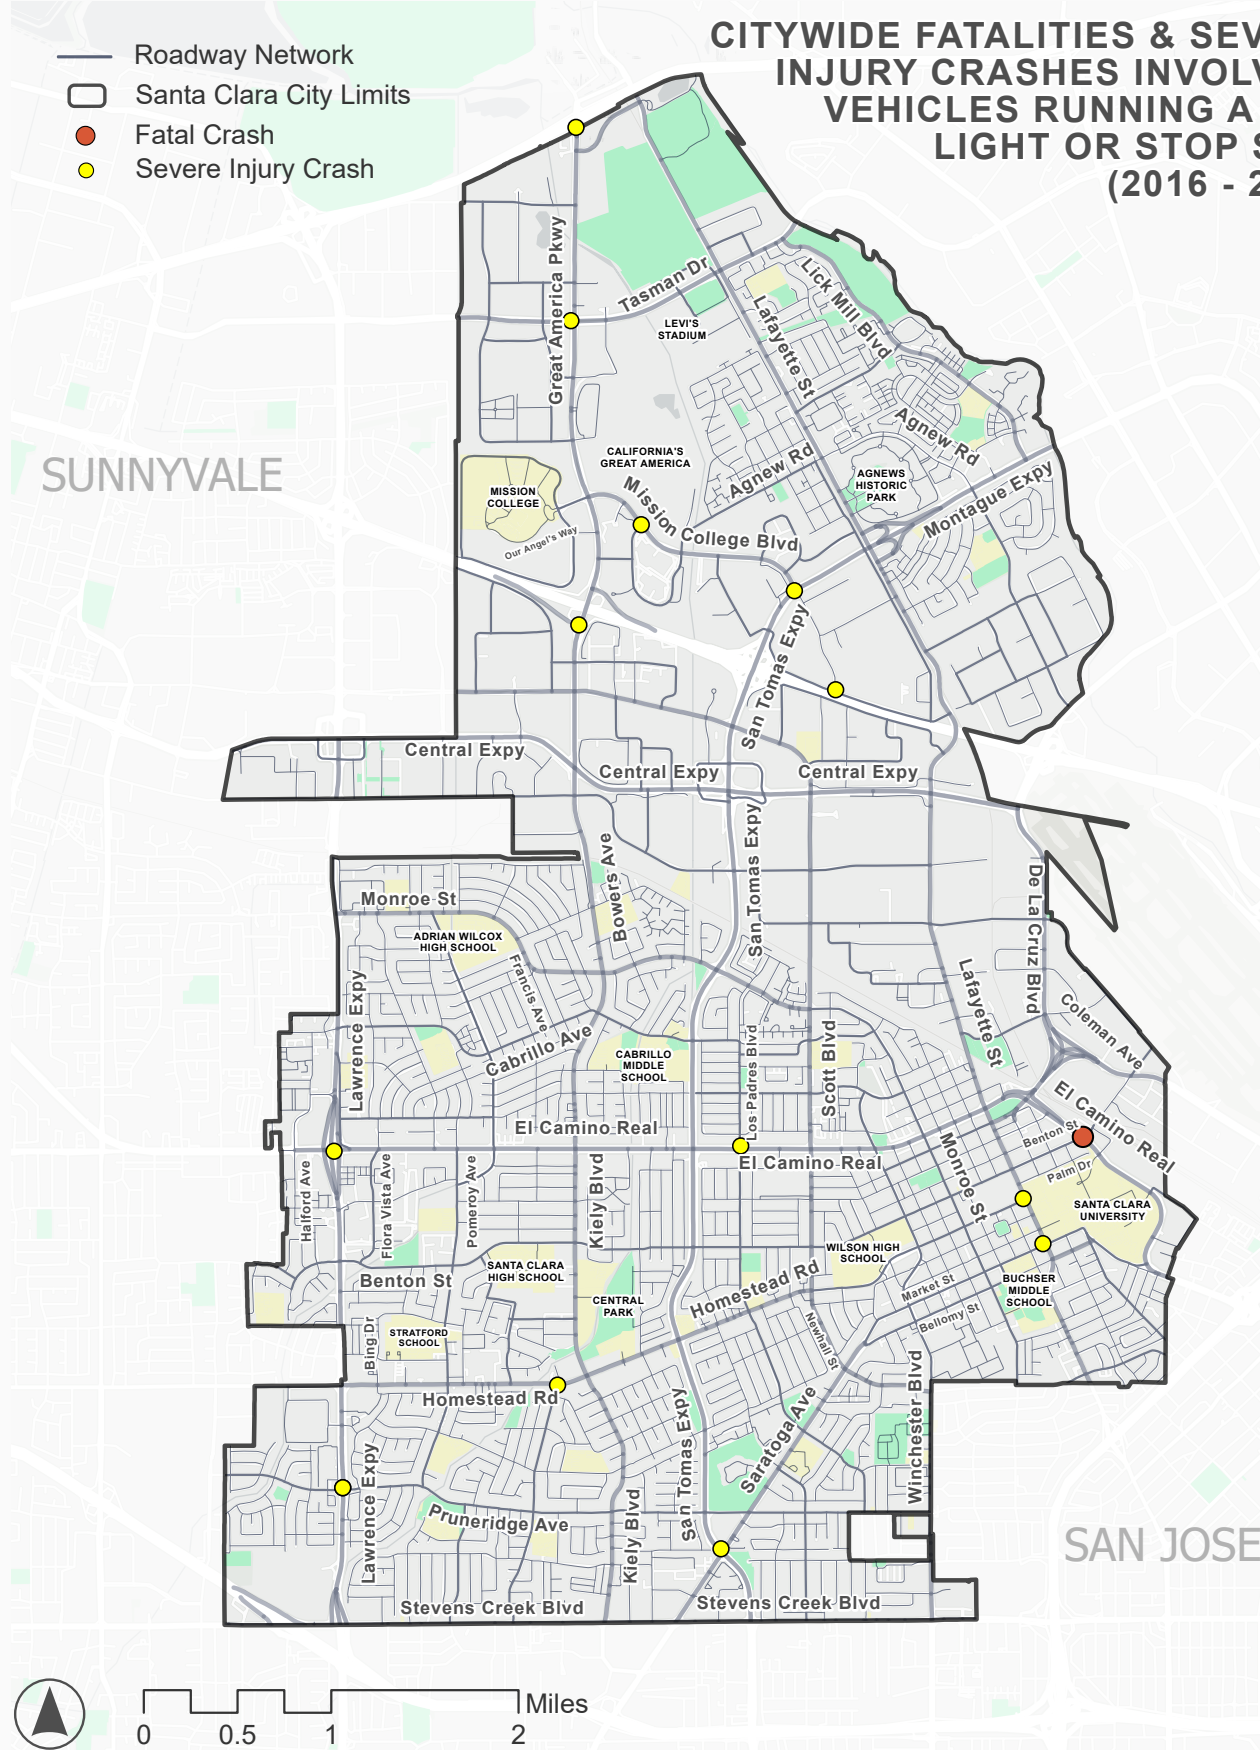 CITYWIDE FATALITIES & SEV
INJURY CRASHES INVOLV
VEHICLES RUNNING A
LIGHT OR STOP S
(2016 - 2
Roadway Network
Santa Clara City Limits
Fatal Crash
Severe Injury Crash
Great America Pkwy
Tasman Dr
Lick Mill Blvd
Lafayette St
LEVI'S
STADIUM
SUNNYVALE
CALIFORNIA'S
GREAT AMERICA
Agnew Rd
Agnew Rd
AGNEWS
HISTORIC
PARK
MISSION
COLLEGE
Mission College Blvd
Montague Expy
Our Angel's Way
San Tomas Expy
Central Expy
Central Expy
Central Expy
San Tomas Expy
Bowers Ave
De La Cruz Blvd
Monroe St
ADRIAN WILCOX
HIGH SCHOOL
Francis Ave
Lawrence Expy
Lafayette St
Coleman Ave
Cabrillo Ave
CABRILLO
MIDDLE
SCHOOL
Los Padres Blvd
Scott Blvd
El Camino Real
El Camino Real
El Camino Real
Benton St
Palm Dr
Monroe St
Halford Ave
Flora Vista Ave
Pomeroy Ave
Kiely Blvd
SANTA CLARA
UNIVERSITY
WILSON HIGH
SCHOOL
SANTA CLARA
HIGH SCHOOL
Benton St
CENTRAL
PARK
Homestead Rd
Market St
BUCHSER
MIDDLE
SCHOOL
Bellomy St
Newhall St
STRATFORD
SCHOOL
Bing Dr
Homestead Rd
San Tomas Expy
Saratoga Ave
Winchester Blvd
Lawrence Expy
Pruneridge Ave
Kiely Blvd
SAN JOSE
Stevens Creek Blvd
Stevens Creek Blvd
Miles
0 0.5 1 2